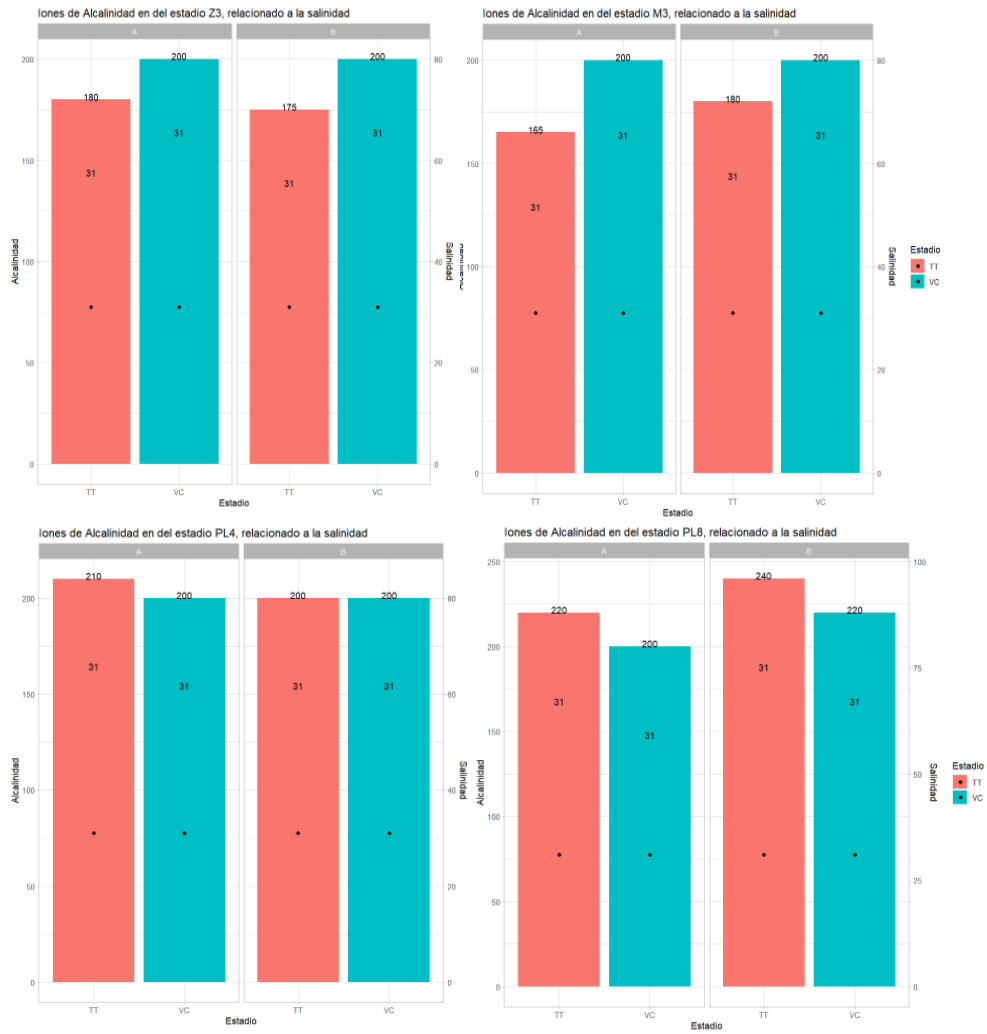 Iones de Alcalinidad en del estadio Z3, relacionado a la salinidad
A B
200 180 200 175 200 80
31 31 31 31
150 60
Alcalinidad
100 40
Salinidad
50 20
0 0
TT VC TT VC
Estadio
Iones de Alcalinidad en del estadio M3, relacionado a la salinidad
A B
200 165 200 180 200 80
31 31 31 31
150 60
100 40
Salinidad
50 20
0 0
TT VC TT VC
Estadio
Estadio
TT
VC
Iones de Alcalinidad en del estadio PL4, relacionado a la salinidad
A B
200 210 200 200 200 80
31 31 31 31
150 60
Alcalinidad
100 40
Salinidad
50 20
0 0
TT VC TT VC
Estadio
Iones de Alcalinidad en del estadio PL8, relacionado a la salinidad
A B
250 100
220 200 240 220
200 75
31 31 31 31
150
Alcalinidad
50
Salinidad
100
50 25
0 0
TT VC TT VC
Estadio
Estadio
TT
VC